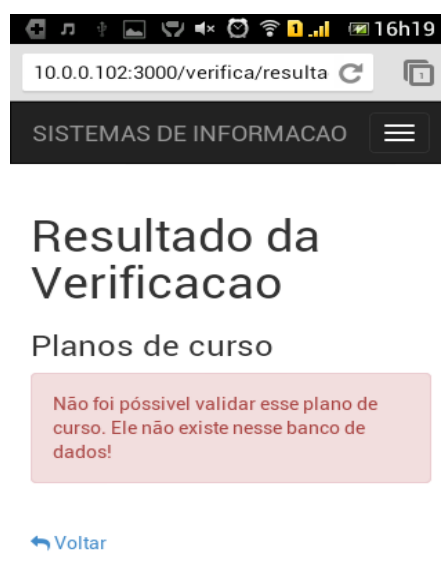 16h19
10.0.0.102:3000/verifica/resulta
1
SISTEMAS DE INFORMACAO
Resultado da
Verificacao
Planos de curso
Não foi póssivel validar esse plano de
curso. Ele não existe nesse banco de
dados!
Voltar